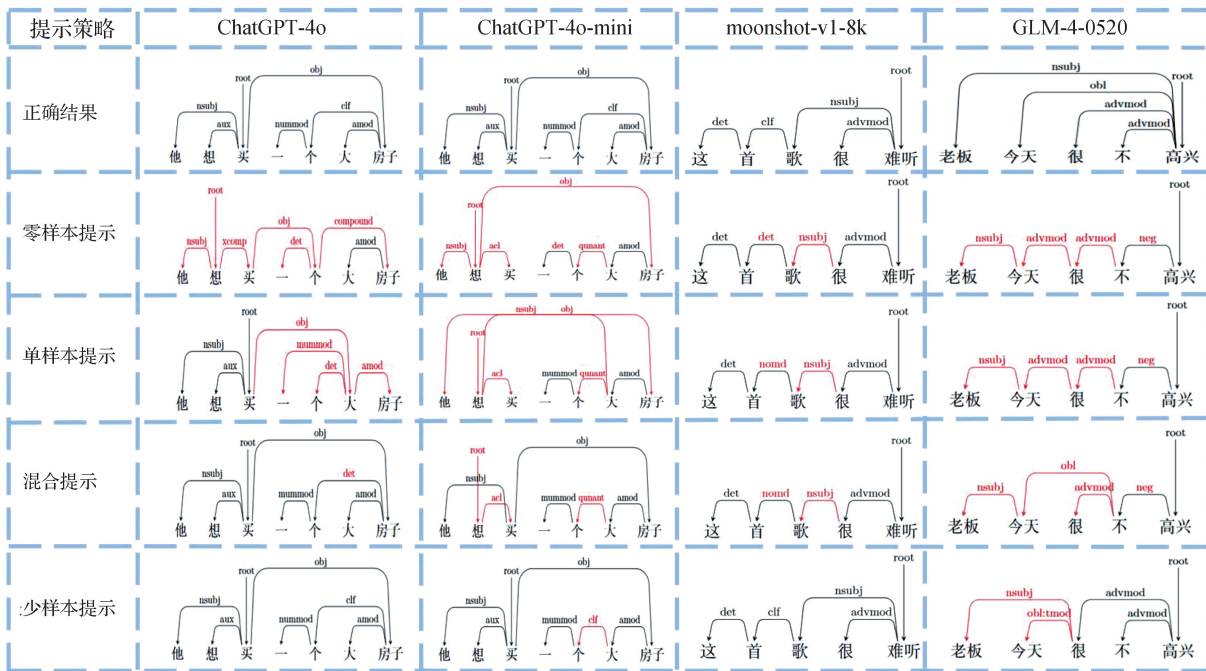 提示策略 ChatGPT-4o ChatGPT-4o-mini moonshot-v1-8k GLM-4-0520
正确结果
obj
root
nsubj clf
aux nummod amod
他 想 买 一 个 大 房子
obj
root
nsubj clf
aux nummod amod
他 想 买 一 个 大 房子
root
nsubj
det clf advmod
这 首 歌 很 难听
nsubj root
obl
advmod
advmod
老板 今天 很 不 高兴
零样本提示
root
obj compound
nsubj xcomp det amod
他 想 买 一 个 大 房子
obj
root
nsubj acl det qunant amod
他 想 买 一 个 大 房子
root
det det nsubj advmod
这 首 歌 很 难听
root
nsubj advmod advmod neg
老板 今天 很 不 高兴
单样本提示
root
obj
nsubj mummod
aux det amod
他 想 买 一 个 大 房子
nsubj obj
root
acl mummod qunant amod
他 想 买 一 个 大 房子
root
det nomd nsubj advmod
这 首 歌 很 难听
root
nsubj advmod advmod neg
老板 今天 很 不 高兴
混合提示
obj
root
nsubj det
aux mummod amod
他 想 买 一 个 大 房子
root obj
nsubj
acl mummod qunant amod
他 想 买 一 个 大 房子
root
det nomd nsubj advmod
这 首 歌 很 难听
root
obl
nsubj advmod neg
老板 今天 很 不 高兴
少样本提示
obj
root
nsubj clf
aux nummod amod
他 想 买 一 个 大 房子
obj
root
nsubj
aux mummod clf amod
他 想 买 一 个 大 房子
root
nsubj
det clf advmod
这 首 歌 很 难听
root
nsubj advmod
obl:tmod advmod
老板 今天 很 不 高兴